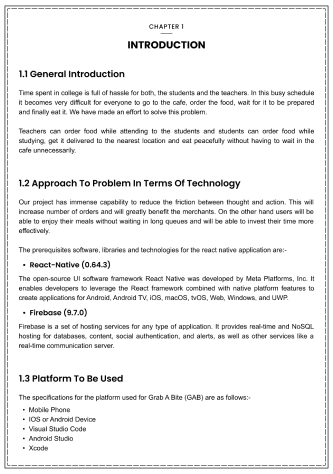 CHAPTER 1
INTRODUCTION
1.1 General Introduction
Time spent in college is full of hassle for both, the students and the teachers. In this busy schedule
it becomes very difficult for everyone to go to the cafe, order the food, wait for it to be prepared
and finally eat it. We have made an effort to solve this problem.
Teachers can order food while attending to the students and students can order food while
studying, get it delivered to the nearest location and eat peacefully without having to wait in the
cafe unnecessarily.
1.2 Approach To Problem In Terms Of Technology
Our project has immense capability to reduce the friction between thought and action. This will
increase number of orders and will greatly benefit the merchants. On the other hand users will be
able to enjoy their meals without waiting in long queues and will be able to invest their time more
effectively.
The prerequisites software, libraries and technologies for the react native application are:-
• React-Native (0.64.3)
The open-source UI software framework React Native was developed by Meta Platforms, Inc. It
enables developers to leverage the React framework combined with native platform features to
create applications for Android, Android TV, iOS, macOS, tvOS, Web, Windows, and UWP.
• Firebase (9.7.0)
Firebase is a set of hosting services for any type of application. It provides real-time and NoSQL
hosting for databases, content, social authentication, and alerts, as well as other services like a
real-time communication server.
1.3 Platform To Be Used
The specifications for the platform used for Grab A Bite (GAB) are as follows:-
• Mobile Phone
• IOS or Android Device
• Visual Studio Code
• Android Studio
• Xcode